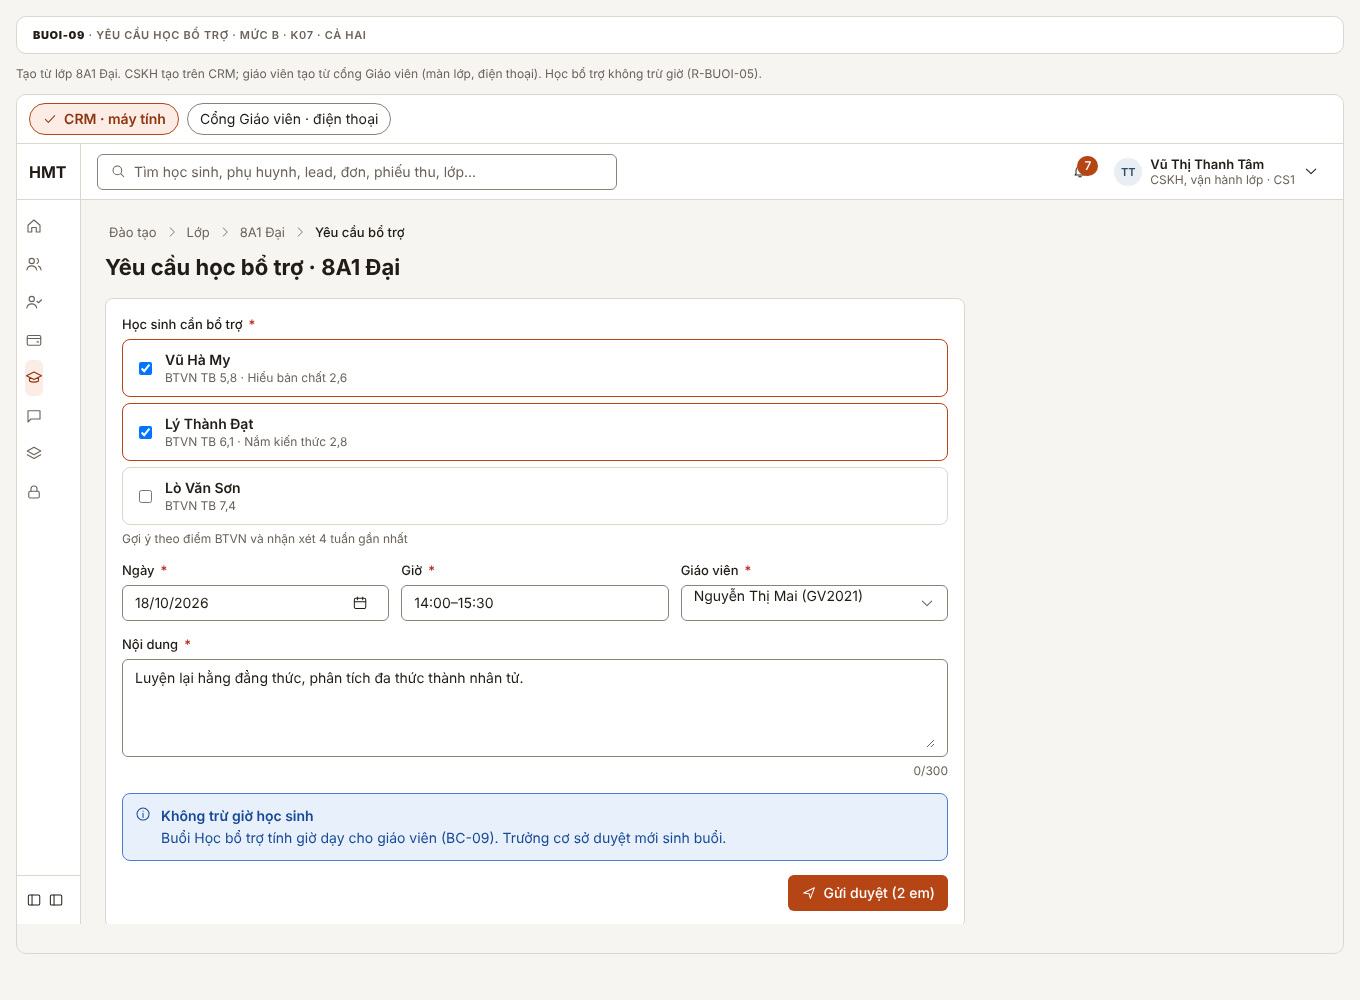 BUOI-09 · YÊU CẦU HỌC BỔ TRỢ · MỨC B · K07 · CẢ HAI
Tạo từ lớp 8A1 Đại. CSKH tạo trên CRM; giáo viên tạo từ cổng Giáo viên (màn lớp, điện thoại). Học bổ trợ không trừ giờ (R-BUOI-05).
CRM · máy tính
Cổng Giáo viên · điện thoại
HMT
Tìm học sinh, phụ huynh, lead, đơn, phiếu thu, lớp...
7
TT
Vũ Thị Thanh Tâm
CSKH, vận hành lớp · CS1
Đào tạo
Lớp
8A1 Đại
Yêu cầu bổ trợ
Yêu cầu học bổ trợ · 8A1 Đại
Học sinh cần bổ trợ *
Vũ Hà My
BTVN TB 5,8 · Hiểu bản chất 2,6
Lý Thành Đạt
BTVN TB 6,1 · Nắm kiến thức 2,8
Lò Văn Sơn
BTVN TB 7,4
Gợi ý theo điểm BTVN và nhận xét 4 tuần gần nhất
Ngày *
Giờ *
Giáo viên *
18/10/2026
14:00–15:30
Nguyễn Thị Mai (GV2021)
Nội dung *
Luyện lại hằng đẳng thức, phân tích đa thức thành nhân tử.
0/300
Không trừ giờ học sinh
Buổi Học bổ trợ tính giờ dạy cho giáo viên (BC-09). Trưởng cơ sở duyệt mới sinh buổi.
Gửi duyệt (2 em)